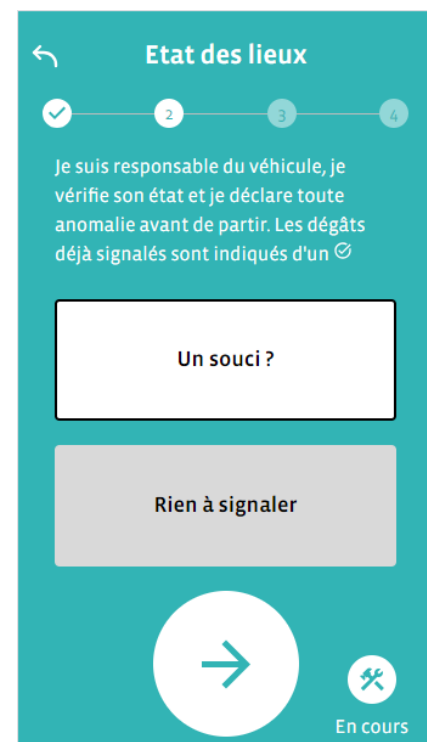 Etat des lieux
2 3 4
Je suis responsable du véhicule, je
vérifie son état et je déclare toute
anomalie avant de partir. Les dégâts
déjà signalés sont indiqués d'un
Un souci ?
Rien à signaler
En cours